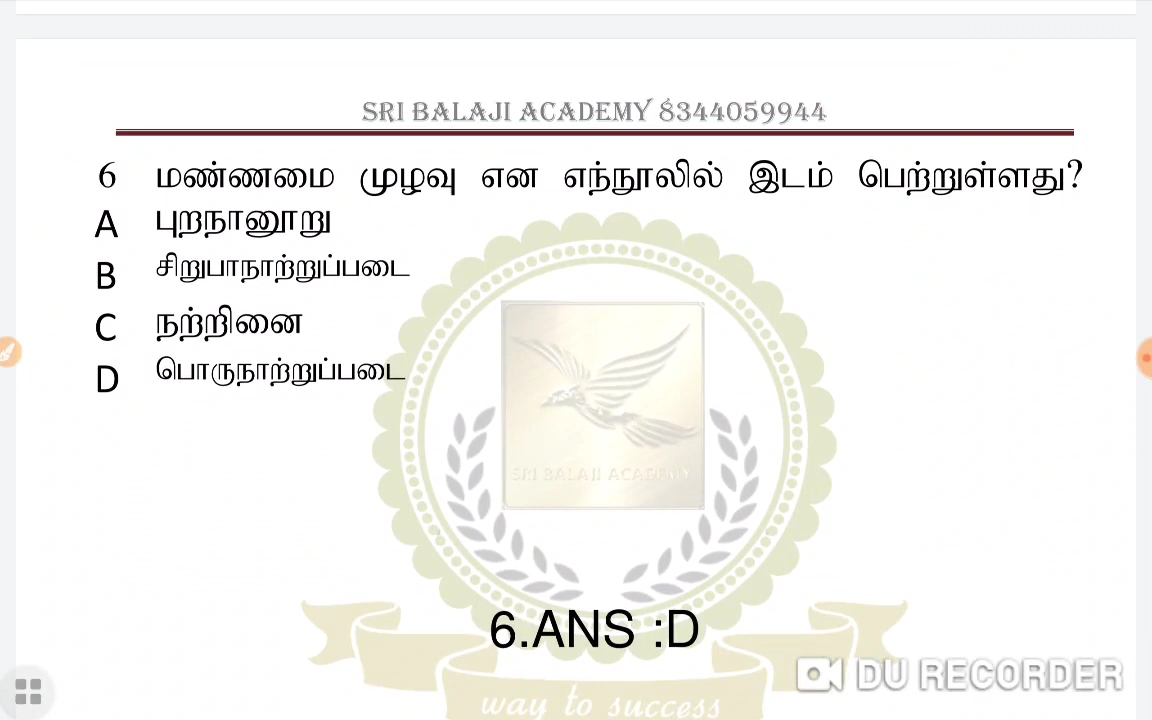 SRI BALAJI ACADEMY 8344059944
6 மண்ணமை முழவு என எந்நூலில் இடம் பெற்றுள்ளது?
A புறநானூறு
B சிறுபாநாற்றுப்படை
C நற்றினை
D பொருநாற்றுப்படை
SRI BALAJI ACADEMY
6.ANS :D
DU RECORDER
way to success